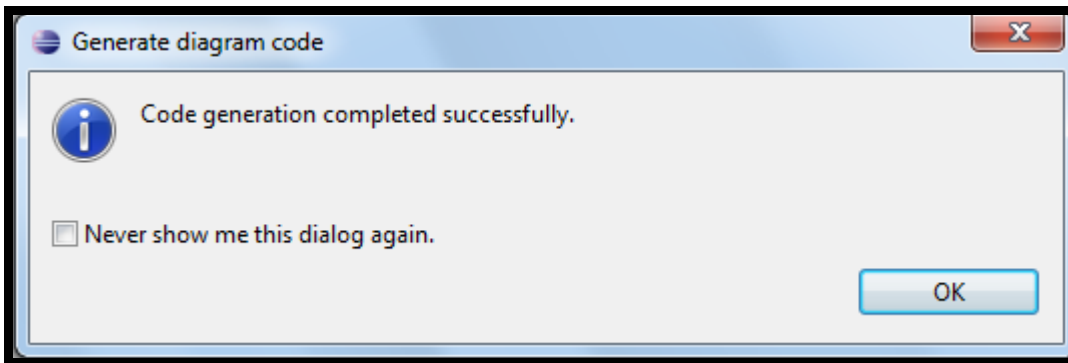 Generate diagram code
Code generation completed successfully.
Never show me this dialog again.
OK